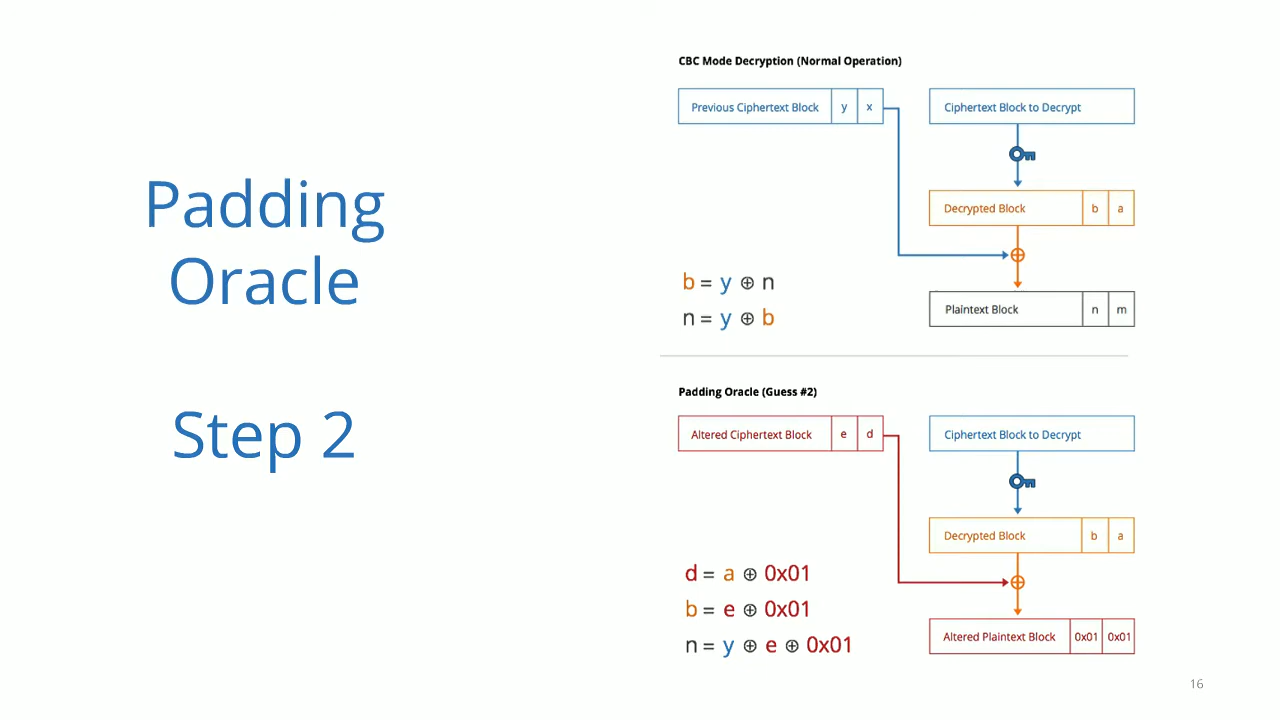 Padding
Oracle
Step 2
CBC Mode Decryption (Normal Operation)
Previous Ciphertext Block y x
Ciphertext Block to Decrypt
Decrypted Block b a
b = y ⊕ n
n = y ⊕ b
Plaintext Block n m
Padding Oracle (Guess #2)
Altered Ciphertext Block e d
Ciphertext Block to Decrypt
Decrypted Block b a
d = a ⊕ 0x01
b = e ⊕ 0x01
n = y ⊕ e ⊕ 0x01
Altered Plaintext Block 0x01 0x01
16